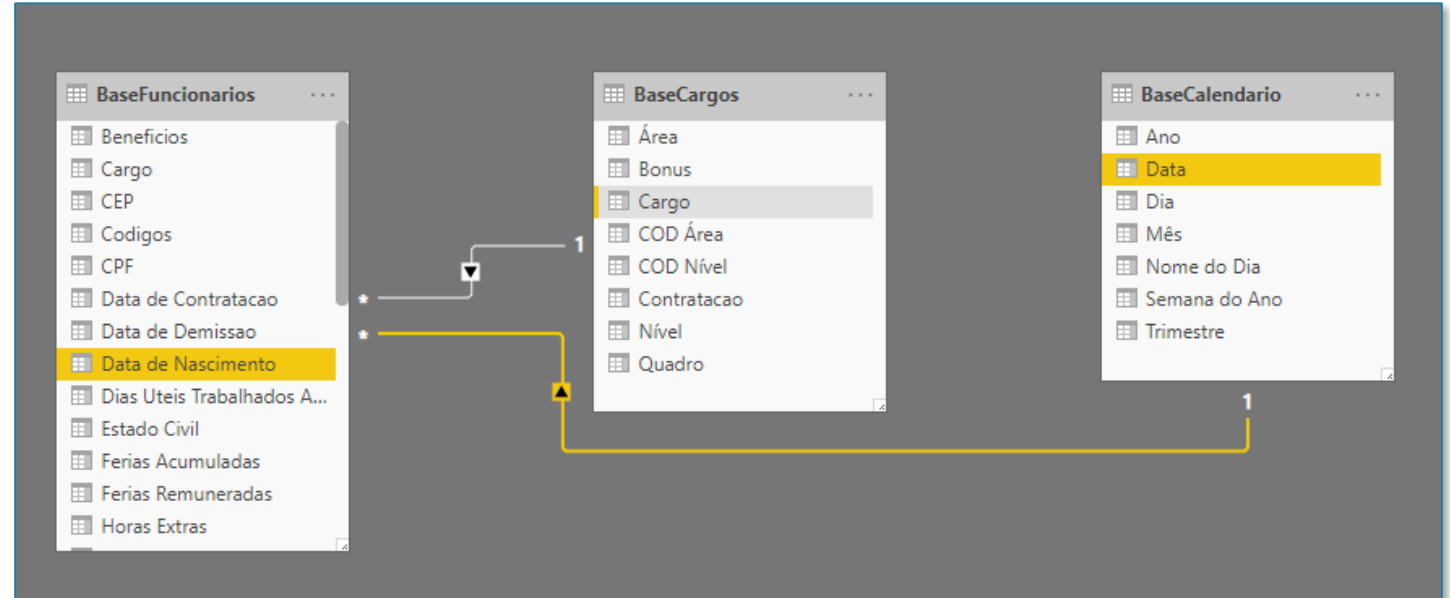 BaseFuncionarios ...
Beneficios
Cargo
CEP
Codigos
CPF
Data de Contratacao
Data de Demissao
Data de Nascimento
Dias Uteis Trabalhados A...
Estado Civil
Ferias Acumuladas
Ferias Remuneradas
Horas Extras
*
*
1
BaseCargos ...
Área
Bonus
Cargo
COD Área
COD Nível
Contratacao
Nível
Quadro
BaseCalendario ...
Ano
Data
Dia
Mês
Nome do Dia
Semana do Ano
Trimestre
1